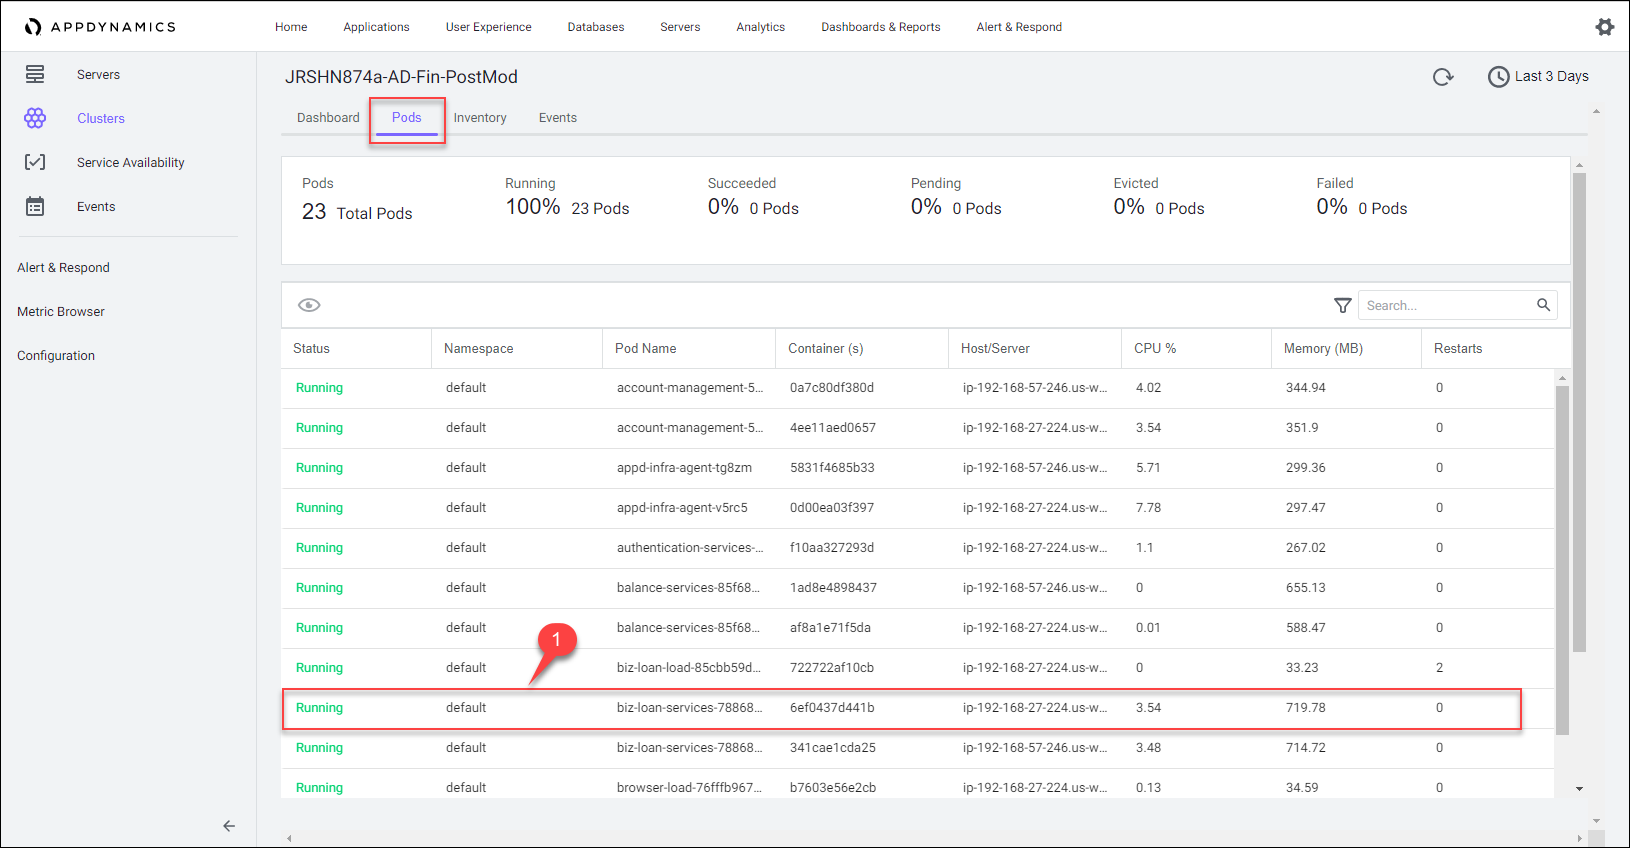 APPDYNAMICS
Home Applications User Experience Databases Servers Analytics Dashboards & Reports Alert & Respond
Servers
Clusters
Service Availability
Events
Alert & Respond
Metric Browser
Configuration
JRSHN874a-AD-Fin-PostMod
Last 3 Days
Dashboard Pods Inventory Events
Pods Running Succeeded Pending Evicted Failed
23 Total Pods 100% 23 Pods 0% 0 Pods 0% 0 Pods 0% 0 Pods 0% 0 Pods
Search...
Status Namespace Pod Name Container (s) Host/Server CPU % Memory (MB) Restarts
Running default account-management-5... 0a7c80df380d ip-192-168-57-246.us-w... 4.02 344.94 0
Running default account-management-5... 4ee11aed0657 ip-192-168-27-224.us-w... 3.54 351.9 0
Running default appd-infra-agent-tg8zm 5831f4685b33 ip-192-168-57-246.us-w... 5.71 299.36 0
Running default appd-infra-agent-v5rc5 0d00ea03f397 ip-192-168-27-224.us-w... 7.78 297.47 0
Running default authentication-services-... f10aa327293d ip-192-168-27-224.us-w... 1.1 267.02 0
Running default balance-services-85f68... 1ad8e4898437 ip-192-168-57-246.us-w... 0 655.13 0
Running default balance-services-85f68... af8a1e71f5da ip-192-168-27-224.us-w... 0.01 588.47 0
1
Running default biz-loan-load-85cbb59d... 722722af10cb ip-192-168-27-224.us-w... 0 33.23 2
Running default biz-loan-services-78868... 6ef0437d441b ip-192-168-27-224.us-w... 3.54 719.78 0
Running default biz-loan-services-78868... 341cae1cda25 ip-192-168-57-246.us-w... 3.48 714.72 0
Running default browser-load-76fffb967... b7603e56e2cb ip-192-168-27-224.us-w... 0.13 34.59 0